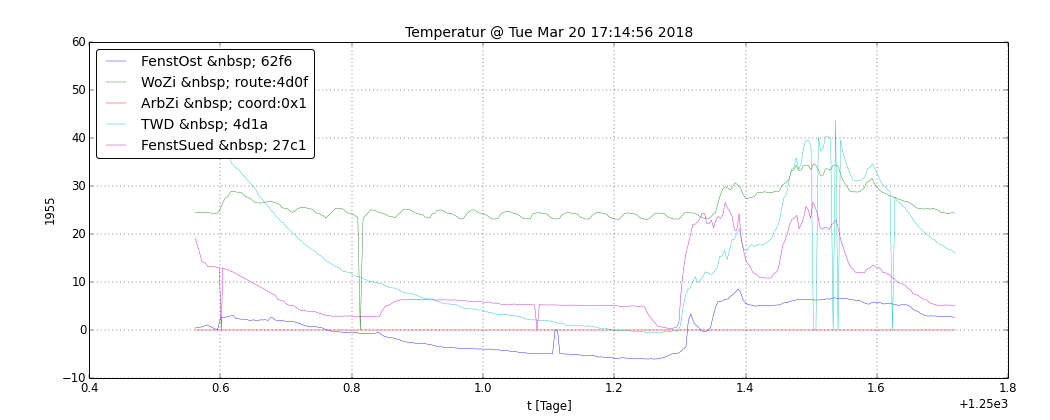 Temperatur @ Tue Mar 20 17:14:56 2018
60
50
40
30
20
10
0
−10
1955
FenstOst &nbsp; 62f6
WoZi &nbsp; route:4d0f
ArbZi &nbsp; coord:0x1
TWD &nbsp; 4d1a
FenstSued &nbsp; 27c1
0.4 0.6 0.8 1.0 1.2 1.4 1.6 1.8
t [Tage]
+1.25e3